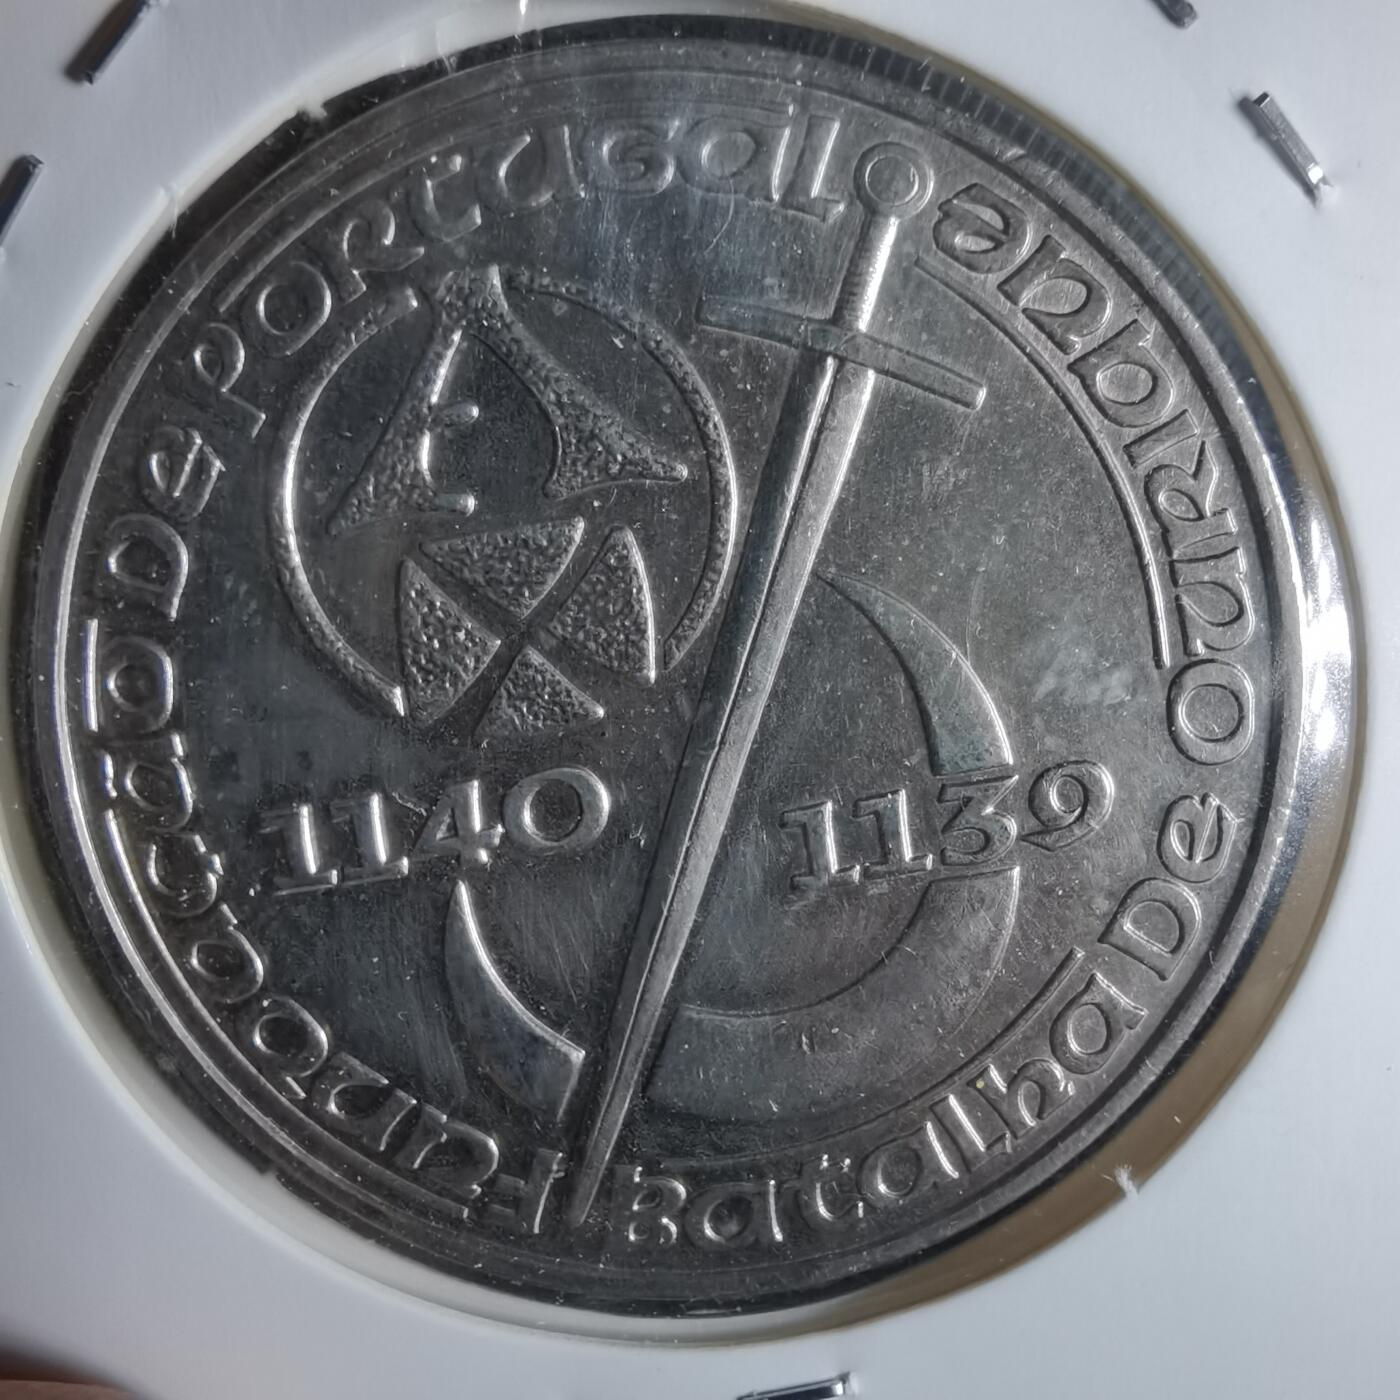 Fundação De Portugal
Batalha De Ourique
1140
1139